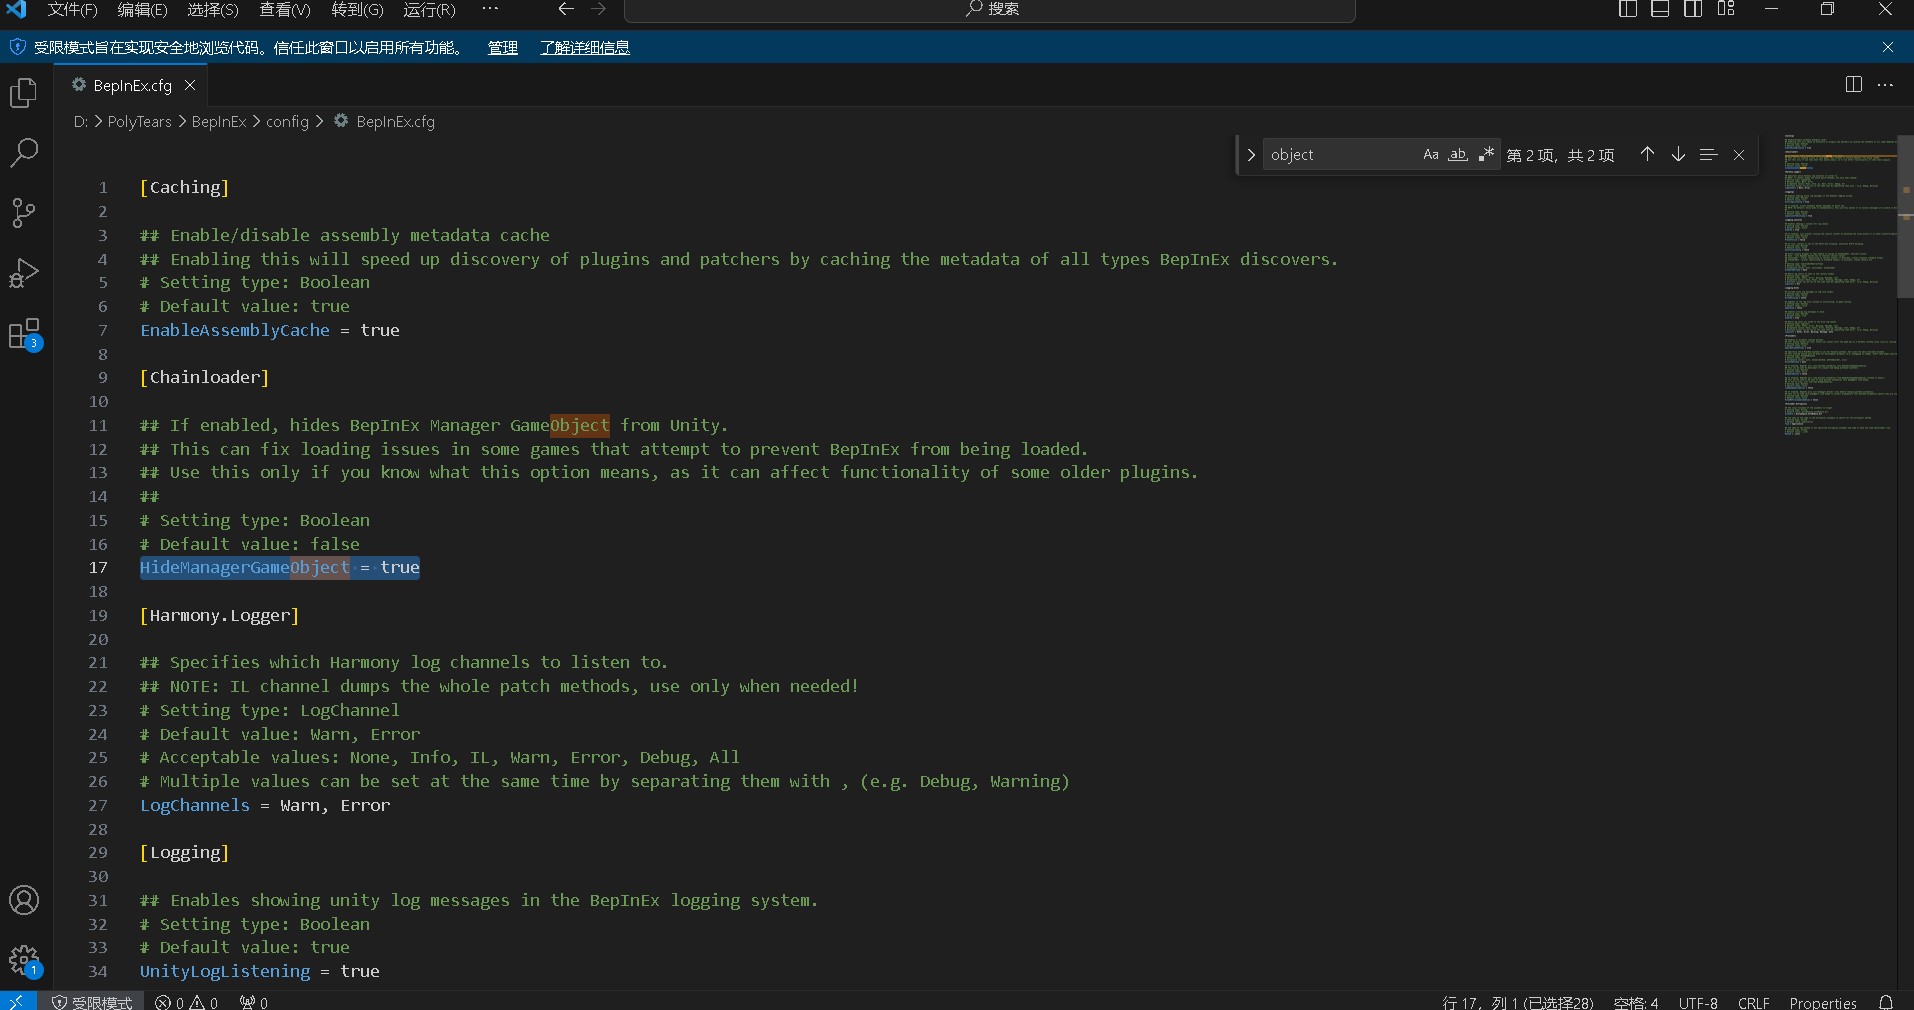 文件(F) 编辑(E) 选择(S) 查看(V) 转到(G) 运行(R) ··· 搜索
受限模式旨在实现安全地浏览代码。信任此窗口以启用所有功能。 管理 了解详细信息
BepInEx.cfg
D: > PolyTears > BepInEx > config > BepInEx.cfg
object Aa ab 第 2 项, 共 2 项
1 [Caching]
2
3 ## Enable/disable assembly metadata cache
4 ## Enabling this will speed up discovery of plugins and patchers by caching the metadata of all types BepInEx discovers.
5 # Setting type: Boolean
6 # Default value: true
7 EnableAssemblyCache = true
8
9 [Chainloader]
10
11 ## If enabled, hides BepInEx Manager GameObject from Unity.
12 ## This can fix loading issues in some games that attempt to prevent BepInEx from being loaded.
13 ## Use this only if you know what this option means, as it can affect functionality of some older plugins.
14 ##
15 # Setting type: Boolean
16 # Default value: false
17 HideManagerGameObject = true
18
19 [Harmony.Logger]
20
21 ## Specifies which Harmony log channels to listen to.
22 ## NOTE: IL channel dumps the whole patch methods, use only when needed!
23 # Setting type: LogChannel
24 # Default value: Warn, Error
25 # Acceptable values: None, Info, IL, Warn, Error, Debug, All
26 # Multiple values can be set at the same time by separating them with , (e.g. Debug, Warning)
27 LogChannels = Warn, Error
28
29 [Logging]
30
31 ## Enables showing unity log messages in the BepInEx logging system.
32 # Setting type: Boolean
33 # Default value: true
34 UnityLogListening = true
3
1
受限模式 0 0 0 行 17, 列 1 (已选择28) 空格: 4 UTF-8 CRLF Properties